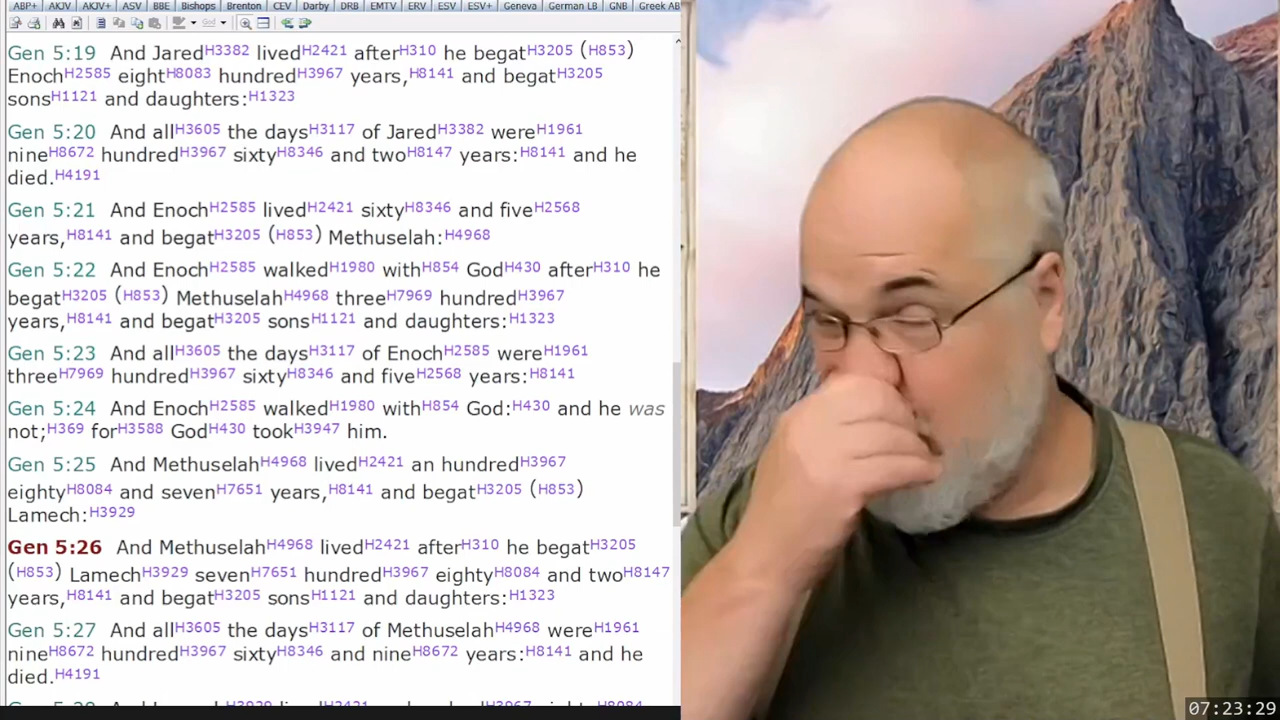 ABP+ AKJV AKJV+ ASV BBE Bishops Brenton CEV Darby DRB EMTV ERV ESV ESV+ Geneva German LB GNB Greek AB
Gen 5:19 And JaredH3382 livedH2421 afterH310 he begatH3205 (H853)
EnochH2585 eightH8083 hundredH3967 years,H8141 and begatH3205
sonsH1121 and daughters:H1323
Gen 5:20 And allH3605 the daysH3117 of JaredH3382 wereH1961
nineH8672 hundredH3967 sixtyH8346 and twoH8147 years:H8141 and he
died.H4191
Gen 5:21 And EnochH2585 livedH2421 sixtyH8346 and fiveH2568
years,H8141 and begatH3205 (H853) Methuselah:H4968
Gen 5:22 And EnochH2585 walkedH1980 withH854 GodH430 afterH310 he
begatH3205 (H853) MethuselahH4968 threeH7969 hundredH3967
years,H8141 and begatH3205 sonsH1121 and daughters:H1323
Gen 5:23 And allH3605 the daysH3117 of EnochH2585 wereH1961
threeH7969 hundredH3967 sixtyH8346 and fiveH2568 years:H8141
Gen 5:24 And EnochH2585 walkedH1980 withH854 God:H430 and he was
not;H369 forH3588 GodH430 tookH3947 him.
Gen 5:25 And MethuselahH4968 livedH2421 an hundredH3967
eightyH8084 and sevenH7651 years,H8141 and begatH3205 (H853)
Lamech:H3929
Gen 5:26 And MethuselahH4968 livedH2421 afterH310 he begatH3205
(H853) LamechH3929 sevenH7651 hundredH3967 eightyH8084 and twoH8147
years,H8141 and begatH3205 sonsH1121 and daughters:H1323
Gen 5:27 And allH3605 the daysH3117 of MethuselahH4968 wereH1961
nineH8672 hundredH3967 sixtyH8346 and nineH8672 years:H8141 and he
died.H4191
07:23:29